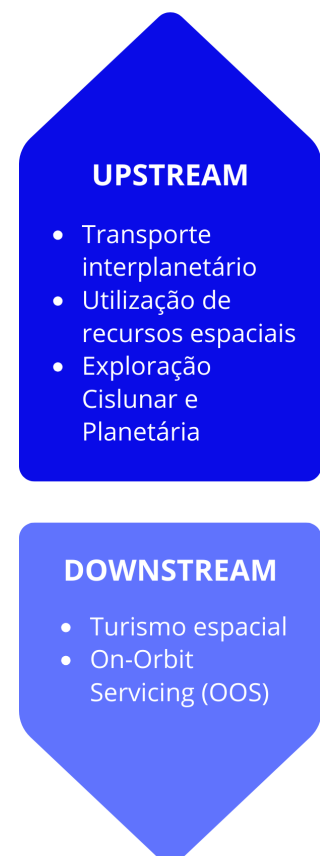 UPSTREAM
• Transporte
interplanetário
• Utilização de
recursos espaciais
• Exploração
Cislunar e
Planetária
DOWNSTREAM
• Turismo espacial
• On-Orbit
Servicing (OOS)